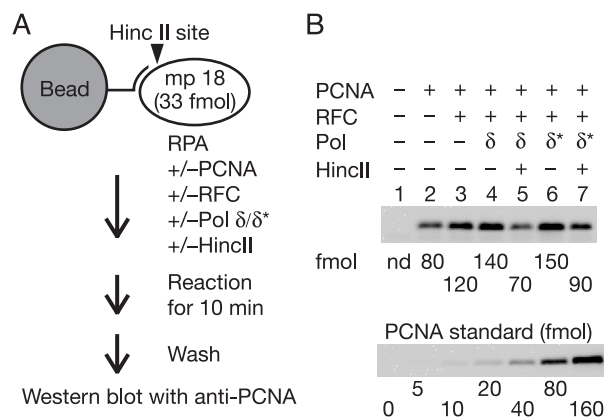 A
Hinc II site
Bead
mp 18
(33 fmol)
RPA
+/–PCNA
+/–RFC
+/–Pol δ/δ*
+/–HincII
Reaction
for 10 min
Wash
Western blot with anti-PCNA
B
PCNA – + + + + + +
RFC – – + + + + +
Pol – – – δ δ δ* δ*
HincII – – – – + – +
1 2 3 4 5 6 7
fmol nd 80 140 150
120 70 90
PCNA standard (fmol)
5 20 80
0 10 40 160